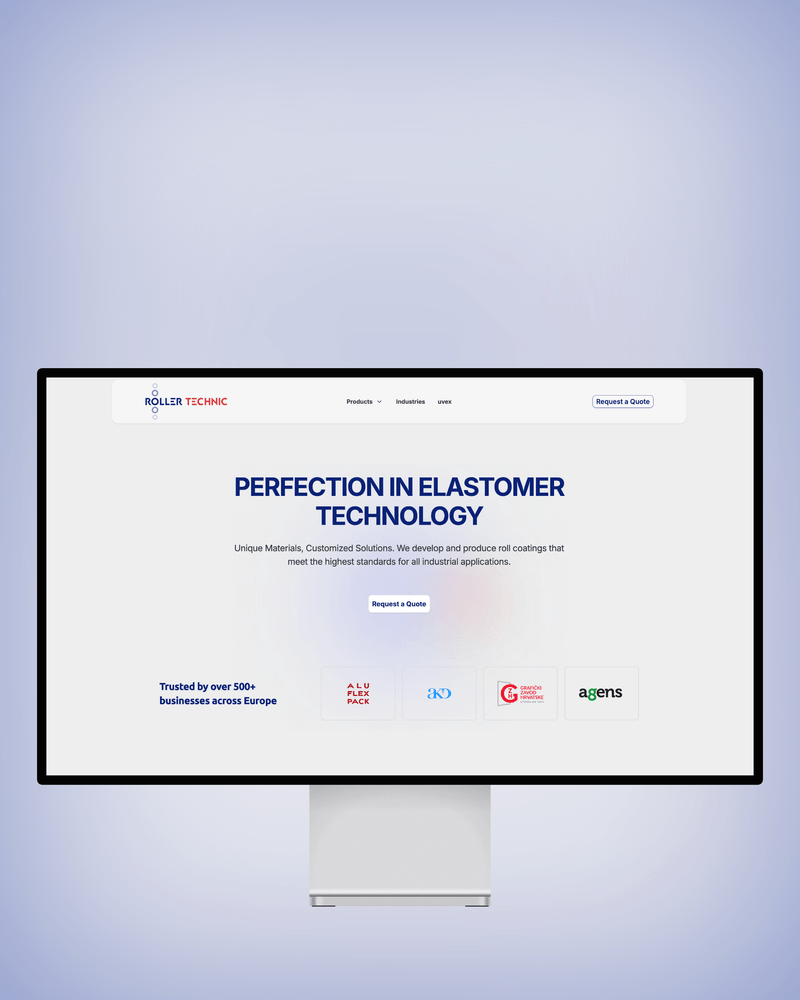 ROLLER TECHNIC
Products
Industries
uvex
Request a Quote
PERFECTION IN ELASTOMER
TECHNOLOGY
Unique Materials, Customized Solutions. We develop and produce roll coatings that
meet the highest standards for all industrial applications.
Request a Quote
Trusted by over 500+
businesses across Europe
ALU
FLEX
PACK
akd
GZH
GRAFIČKI
ZAVOD
HRVATSKE
agens